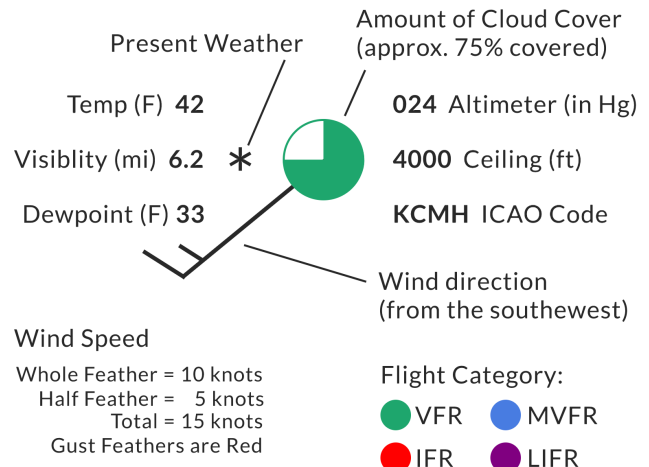 Amount of Cloud Cover
(approx. 75% covered)
Present Weather
Temp (F) 42
024 Altimeter (in Hg)
Visiblity (mi) 6.2
4000 Ceiling (ft)
Dewpoint (F) 33
KCMH ICAO Code
Wind direction
(from the southewest)
Wind Speed
Whole Feather = 10 knots
Half Feather = 5 knots
Total = 15 knots
Gust Feathers are Red
Flight Category:
VFR MVFR
IFR LIFR